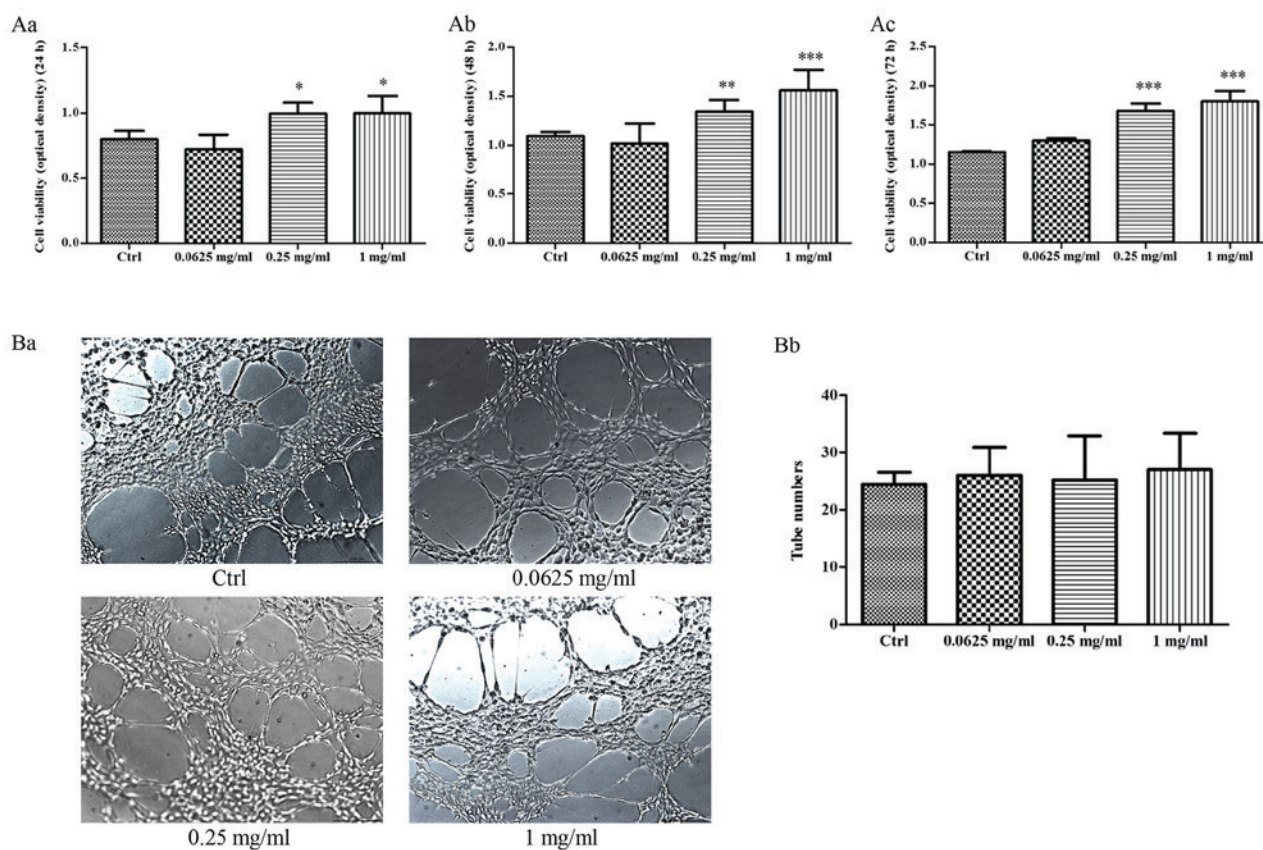 Aa
Cell viability (optical density) (24 h)
1.5
1.0
0.5
0.0
*
*
Ctrl
0.0625 mg/ml
0.25 mg/ml
1 mg/ml
Ab
Cell viability (optical density) (48 h)
2.0
1.5
1.0
0.5
0.0
**
***
Ctrl
0.0625 mg/ml
0.25 mg/ml
1 mg/ml
Ac
Cell viability (optical density) (72 h)
2.5
2.0
1.5
1.0
0.5
0.0
***
***
Ctrl
0.0625 mg/ml
0.25 mg/ml
1 mg/ml
Ba
Ctrl
0.0625 mg/ml
0.25 mg/ml
1 mg/ml
Bb
Tube numbers
40
30
20
10
0
Ctrl
0.0625 mg/ml
0.25 mg/ml
1 mg/ml